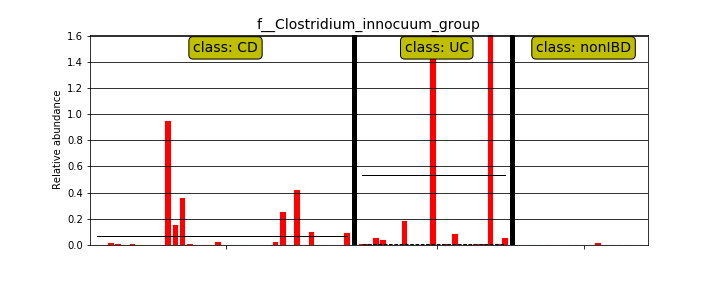 f__Clostridium_innocuum_group
class: CD
class: UC
class: nonIBD
Relative abundance
1.6
1.4
1.2
1.0
0.8
0.6
0.4
0.2
0.0